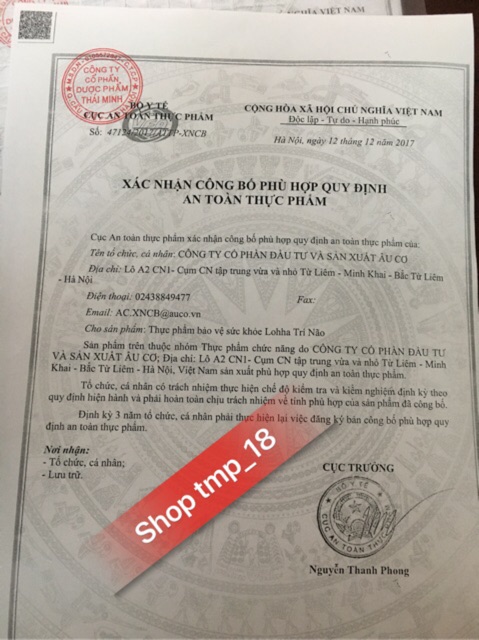 CHĨA VIỆT NAM
CÔNG TY
CỔ PHẦN
DƯỢC PHẨM
THÁI MINH
BỘ Y TẾ
CỤC AN TOÀN THỰC PHẨM
Số:
CỘNG HÒA XÃ HỘI CHỦ NGHĨA VIỆT NAM
Độc lập - Tự do - Hạnh phúc
Hà Nội, ngày 12 tháng 12 năm 2017
XÁC NHẬN CÔNG BỐ PHÙ HỢP QUY ĐỊNH
AN TOÀN THỰC PHẨM
Cục An toàn thực phẩm xác nhận công bố phù hợp quy định an toàn thực phẩm của:
Tên tổ chức, cá nhân: CÔNG TY CỔ PHẦN ĐẦU TƯ VÀ SẢN XUẤT ÂU CƠ
Địa chỉ: Lô A2 CN1- Cụm CN tập trung vừa và nhỏ Từ Liêm - Minh Khai - Bắc Từ Liêm
- Hà Nội
Điện thoại: 02438849477 Fax:
Email: AC.XNCB@auco.vn
Cho sản phẩm: Thực phẩm bảo vệ sức khỏe Lohha Trí Não
Sản phẩm trên thuộc nhóm Thực phẩm chức năng do CÔNG TY CỔ PHẦN ĐẦU TƯ
VÀ SẢN XUẤT ÂU CƠ; Địa chỉ: Lô A2 CN1- Cụm CN tập trung vừa và nhỏ Từ Liêm - Minh
Khai - Bắc Từ Liêm - Hà Nội, Việt Nam sản xuất phù hợp quy định an toàn thực phẩm.
Tổ chức, cá nhân có trách nhiệm thực hiện chế độ kiểm tra và kiểm nghiệm định kỳ theo
quy định hiện hành và phải hoàn toàn chịu trách nhiệm về tính phù hợp của sản phẩm đã công bố.
Định kỳ 3 năm tổ chức, cá nhân phải thực hiện lại việc đăng ký bản công bố phù hợp quy
định an toàn thực phẩm.
Nơi nhận:
- Tổ chức, cá nhân;
- Lưu trữ.
Shop tmp_18
CỤC TRƯỞNG
BỘ Y TẾ
CỤC AN TOÀN THỰC
Nguyễn Thanh Phong